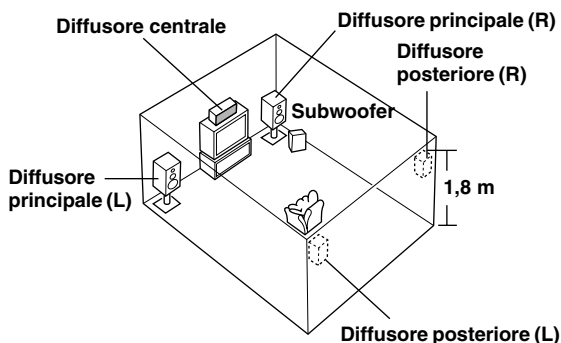 Diffusore centrale
Diffusore principale (R)
Diffusore
posteriore (R)
Subwoofer
Diffusore
principale (L)
1,8 m
Diffusore posteriore (L)